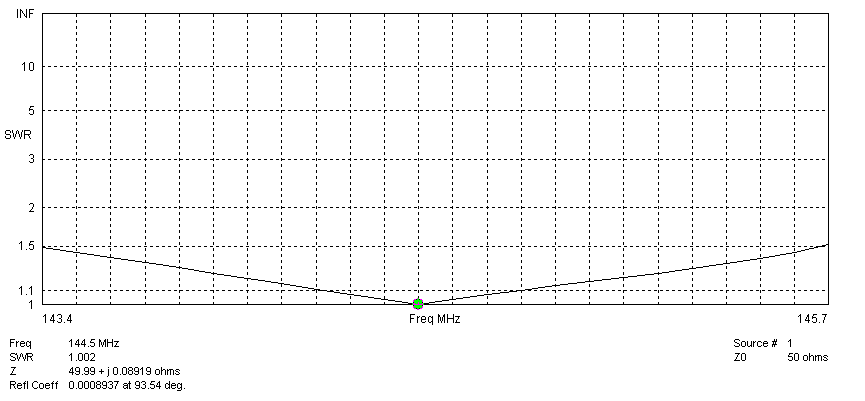 INF
10
5
SWR
3
2
1.5
1.1
1
143.4 Freq MHz 145.7
Freq 144.5 MHz Source # 1
SWR 1.002 Z0 50 ohms
Z 49.99 + j 0.08919 ohms
Refl Coeff 0.0008937 at 93.54 deg.